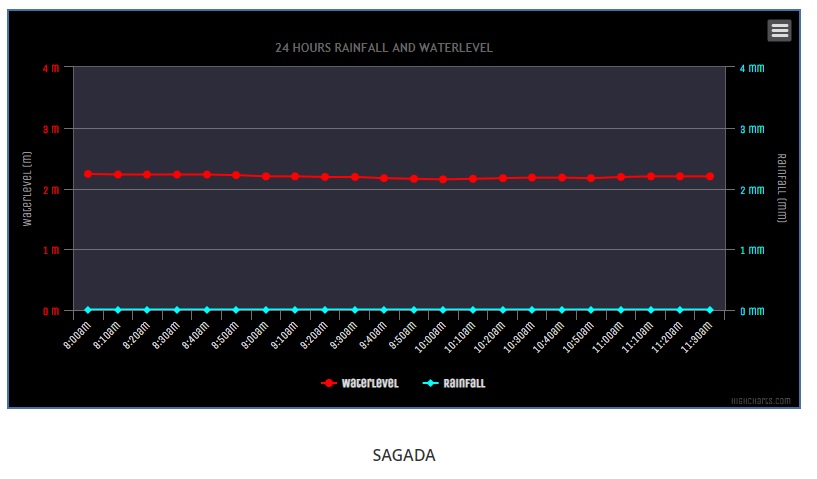 24 HOURS RAINFALL AND WATERLEVEL
4 m
3 m
2 m
1 m
0 m
Waterlevel (m)
4 mm
3 mm
2 mm
1 mm
0 mm
Rainfall (mm)
8:00am
8:10am
8:20am
8:30am
8:40am
8:50am
9:00am
9:10am
9:20am
9:30am
9:40am
9:50am
10:00am
10:10am
10:20am
10:30am
10:40am
10:50am
11:00am
11:10am
11:20am
11:30am
Waterlevel
Rainfall
Highcharts.com
SAGADA